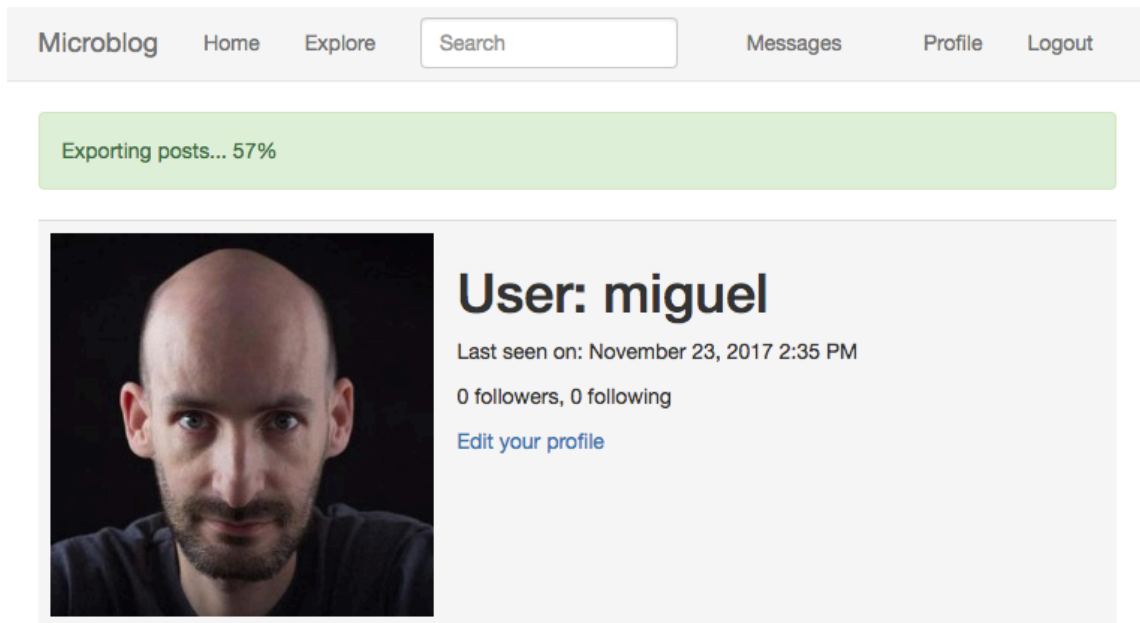 Microblog Home Explore Search Messages Profile Logout
Exporting posts... 57%
User: miguel
Last seen on: November 23, 2017 2:35 PM
0 followers, 0 following
Edit your profile